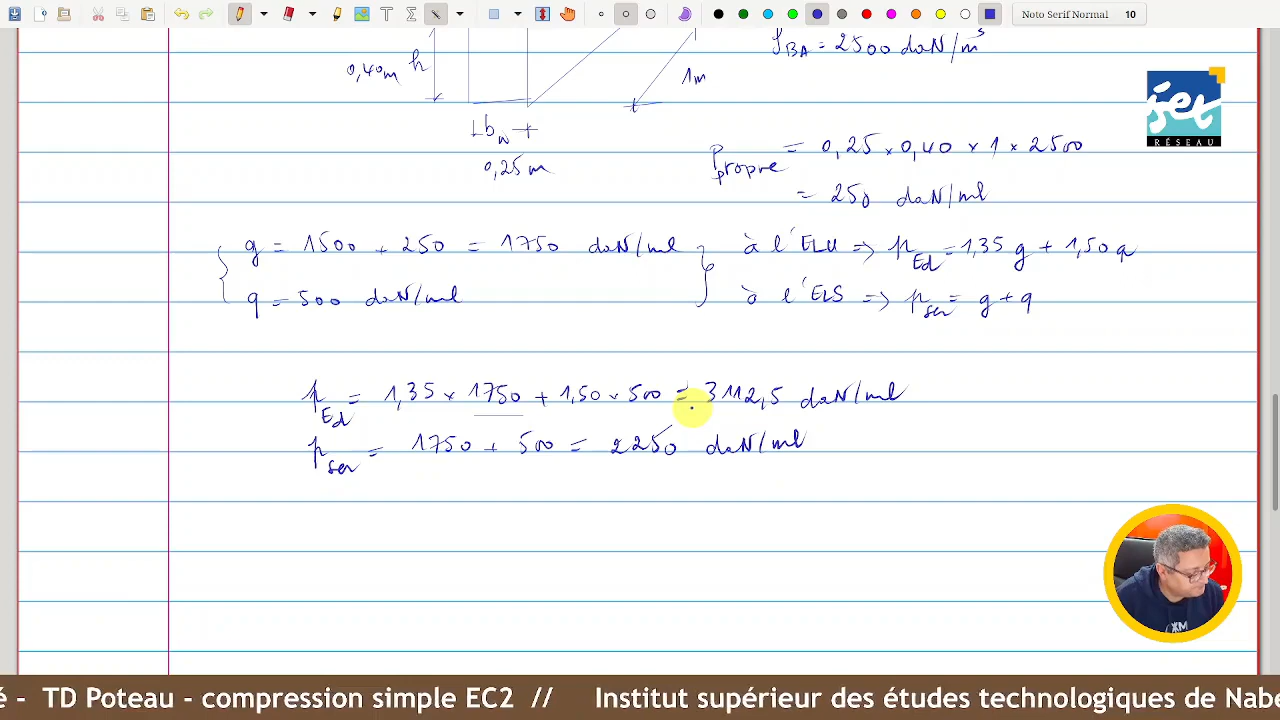 Noto Serif Normal 10
ρBA = 2500 daN/m³
0,40m h 1m
bw
0,25 m
Ppropre = 0,25 × 0,40 × 1 × 2500
= 250 daN/ml
g = 1500 + 250 = 1750 daN/ml à l'ELU => pEd = 1,35 g + 1,50 q
q = 500 daN/ml à l'ELS => pser = g + q
pEd = 1,35 × 1750 + 1,50 × 500 = 3112,5 daN/ml
pser = 1750 + 500 = 2250 daN/ml
iset
RÉSEAU
XM
é - TD Poteau - compression simple EC2 // Institut supérieur des études technologiques de Nabe